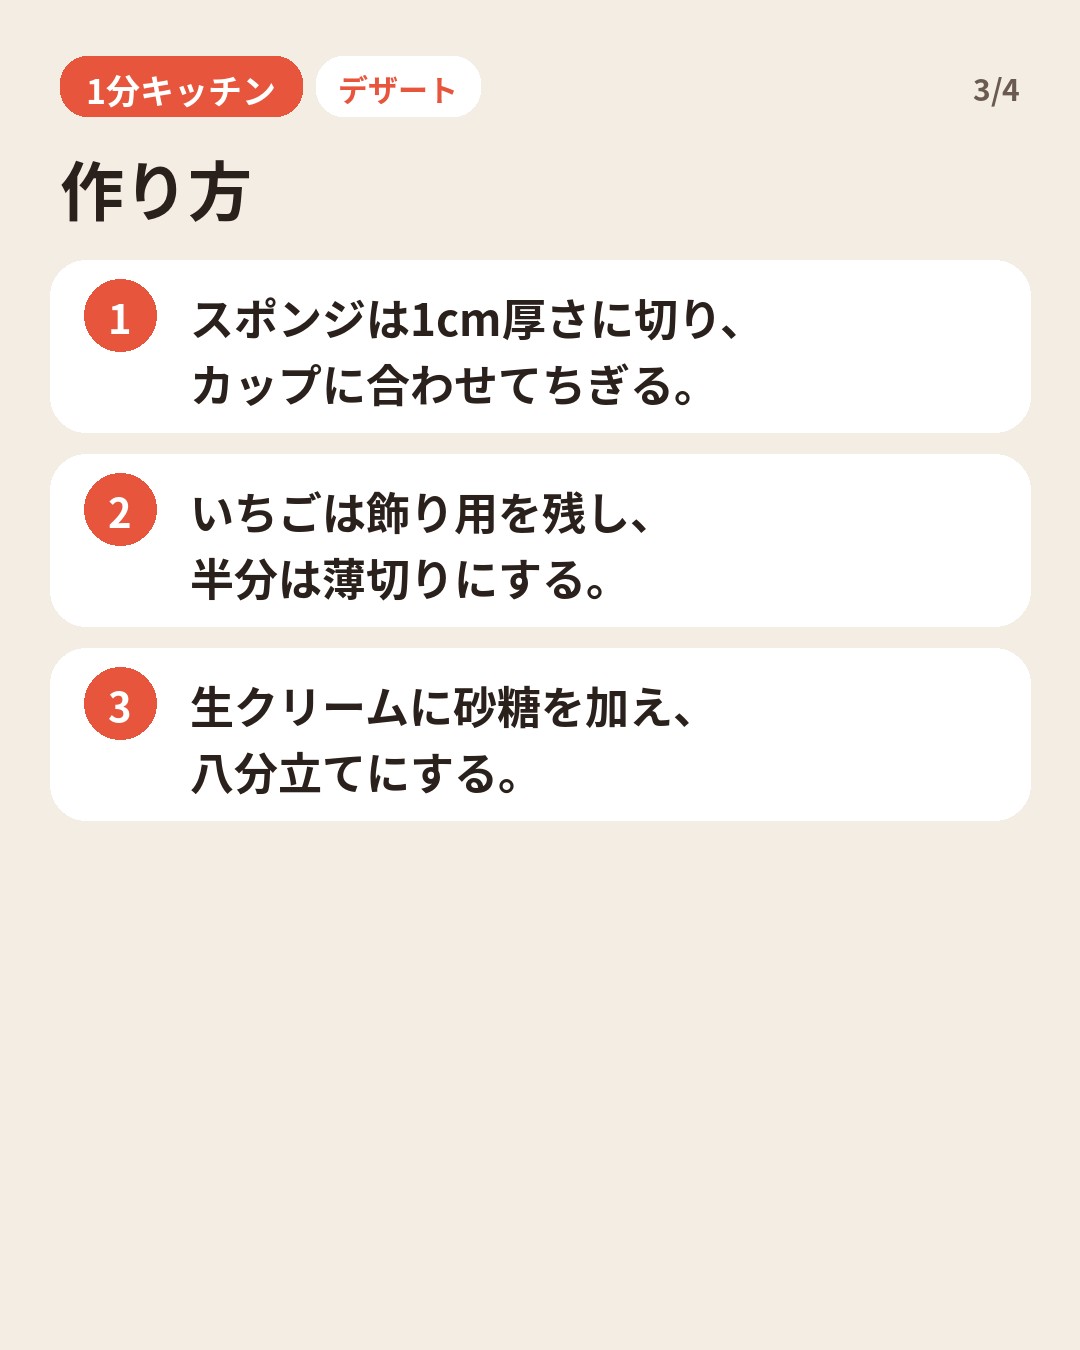 1分キッチン
デザート
3/4
作り方
1
スポンジは1cm厚さに切り、
カップに合わせてちぎる。
2
いちごは飾り用を残し、
半分は薄切りにする。
3
生クリームに砂糖を加え、
八分立てにする。